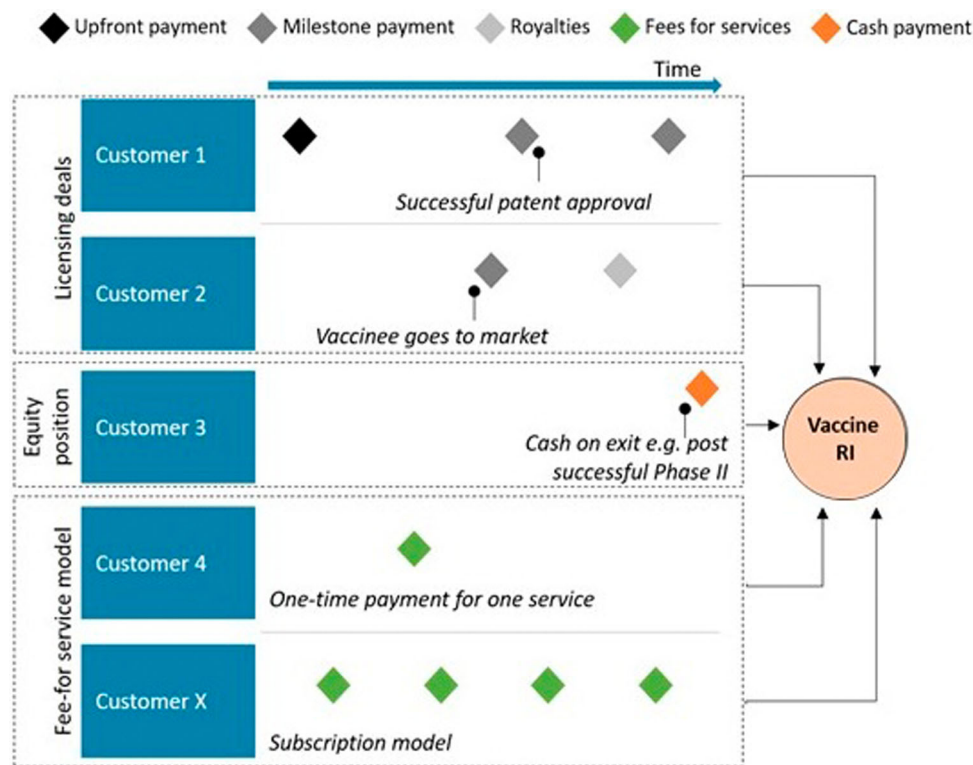 Upfront payment
Milestone payment
Royalties
Fees for services
Cash payment
Time
Licensing deals
Customer 1
Successful patent approval
Customer 2
Vaccinee goes to market
Equity
position
Customer 3
Cash on exit e.g. post
successful Phase II
Vaccine
RI
Fee-for service model
Customer 4
One-time payment for one service
Customer X
Subscription model